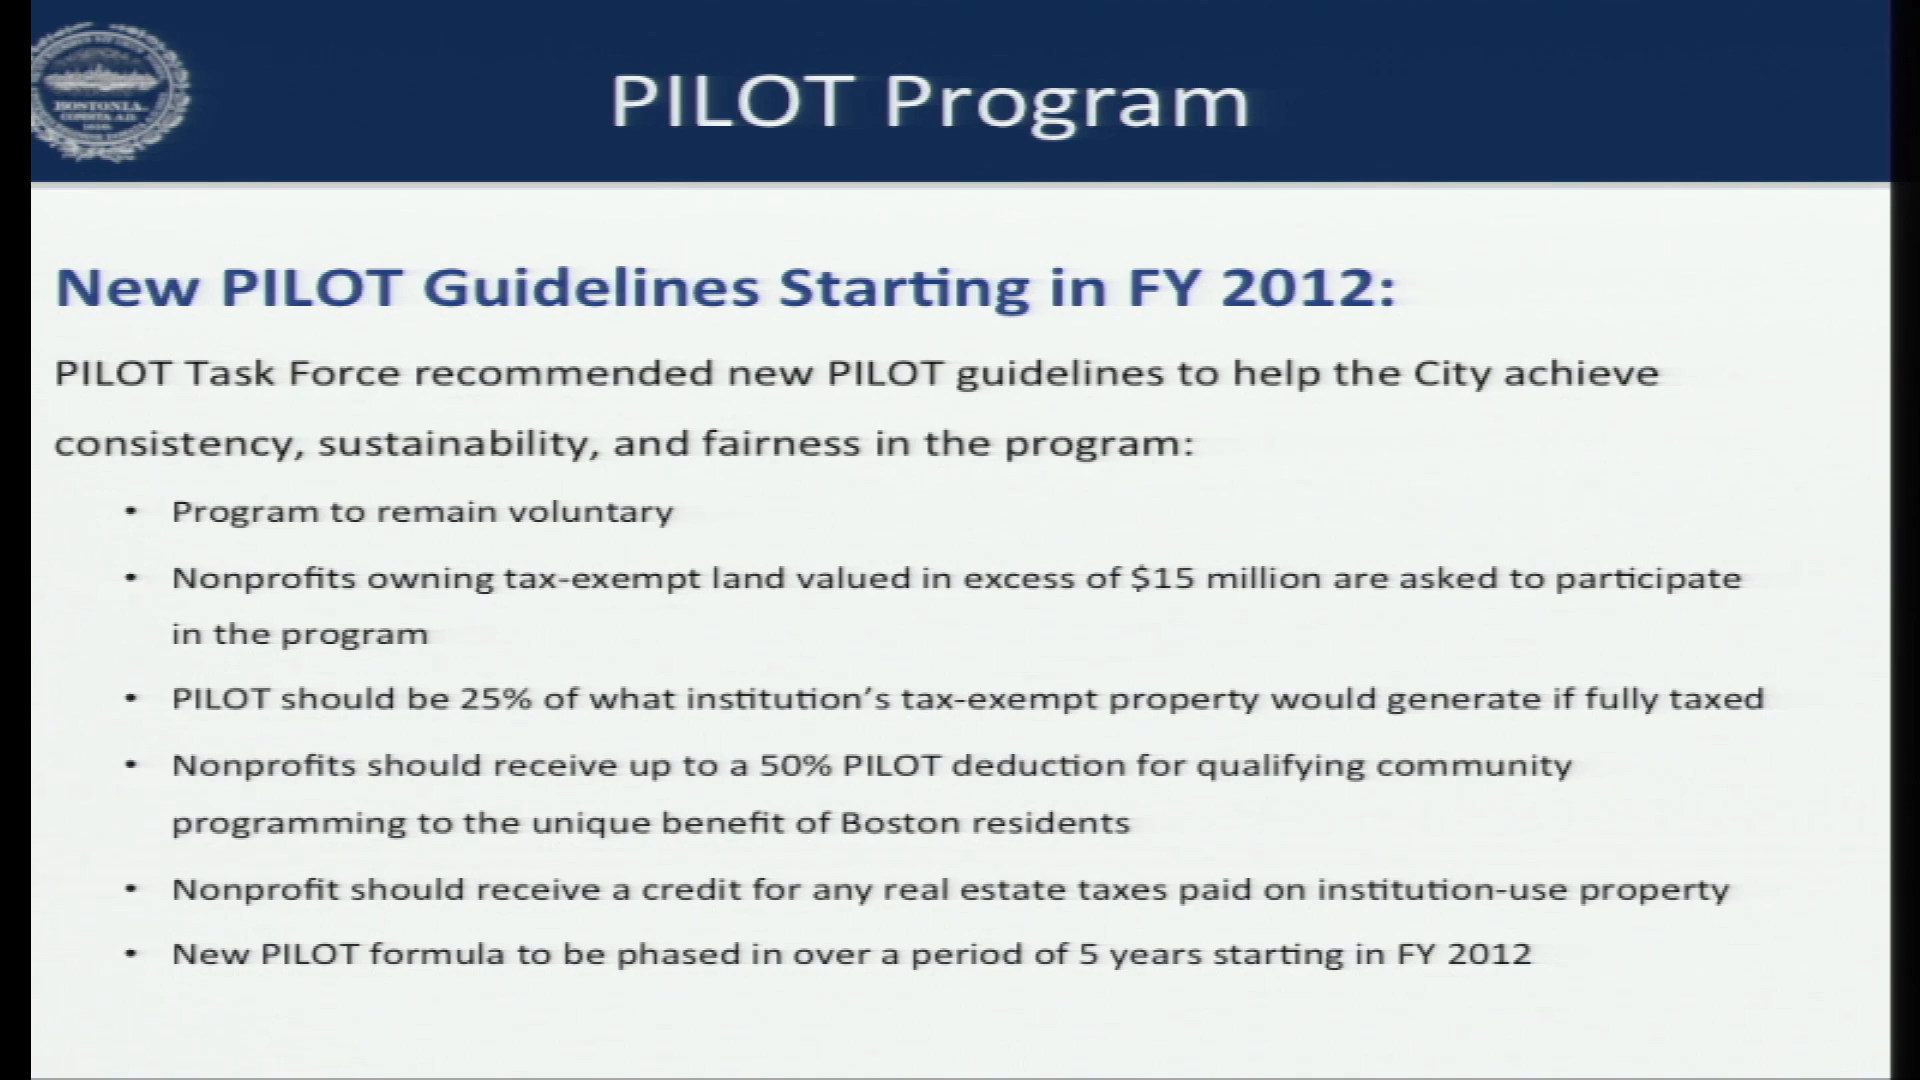 BOSTONIA.
CONDITA A.D.
1630.
PILOT Program
New PILOT Guidelines Starting in FY 2012:
PILOT Task Force recommended new PILOT guidelines to help the City achieve
consistency, sustainability, and fairness in the program:
• Program to remain voluntary
• Nonprofits owning tax-exempt land valued in excess of $15 million are asked to participate
in the program
• PILOT should be 25% of what institution's tax-exempt property would generate if fully taxed
• Nonprofits should receive up to a 50% PILOT deduction for qualifying community
programming to the unique benefit of Boston residents
• Nonprofit should receive a credit for any real estate taxes paid on institution-use property
• New PILOT formula to be phased in over a period of 5 years starting in FY 2012